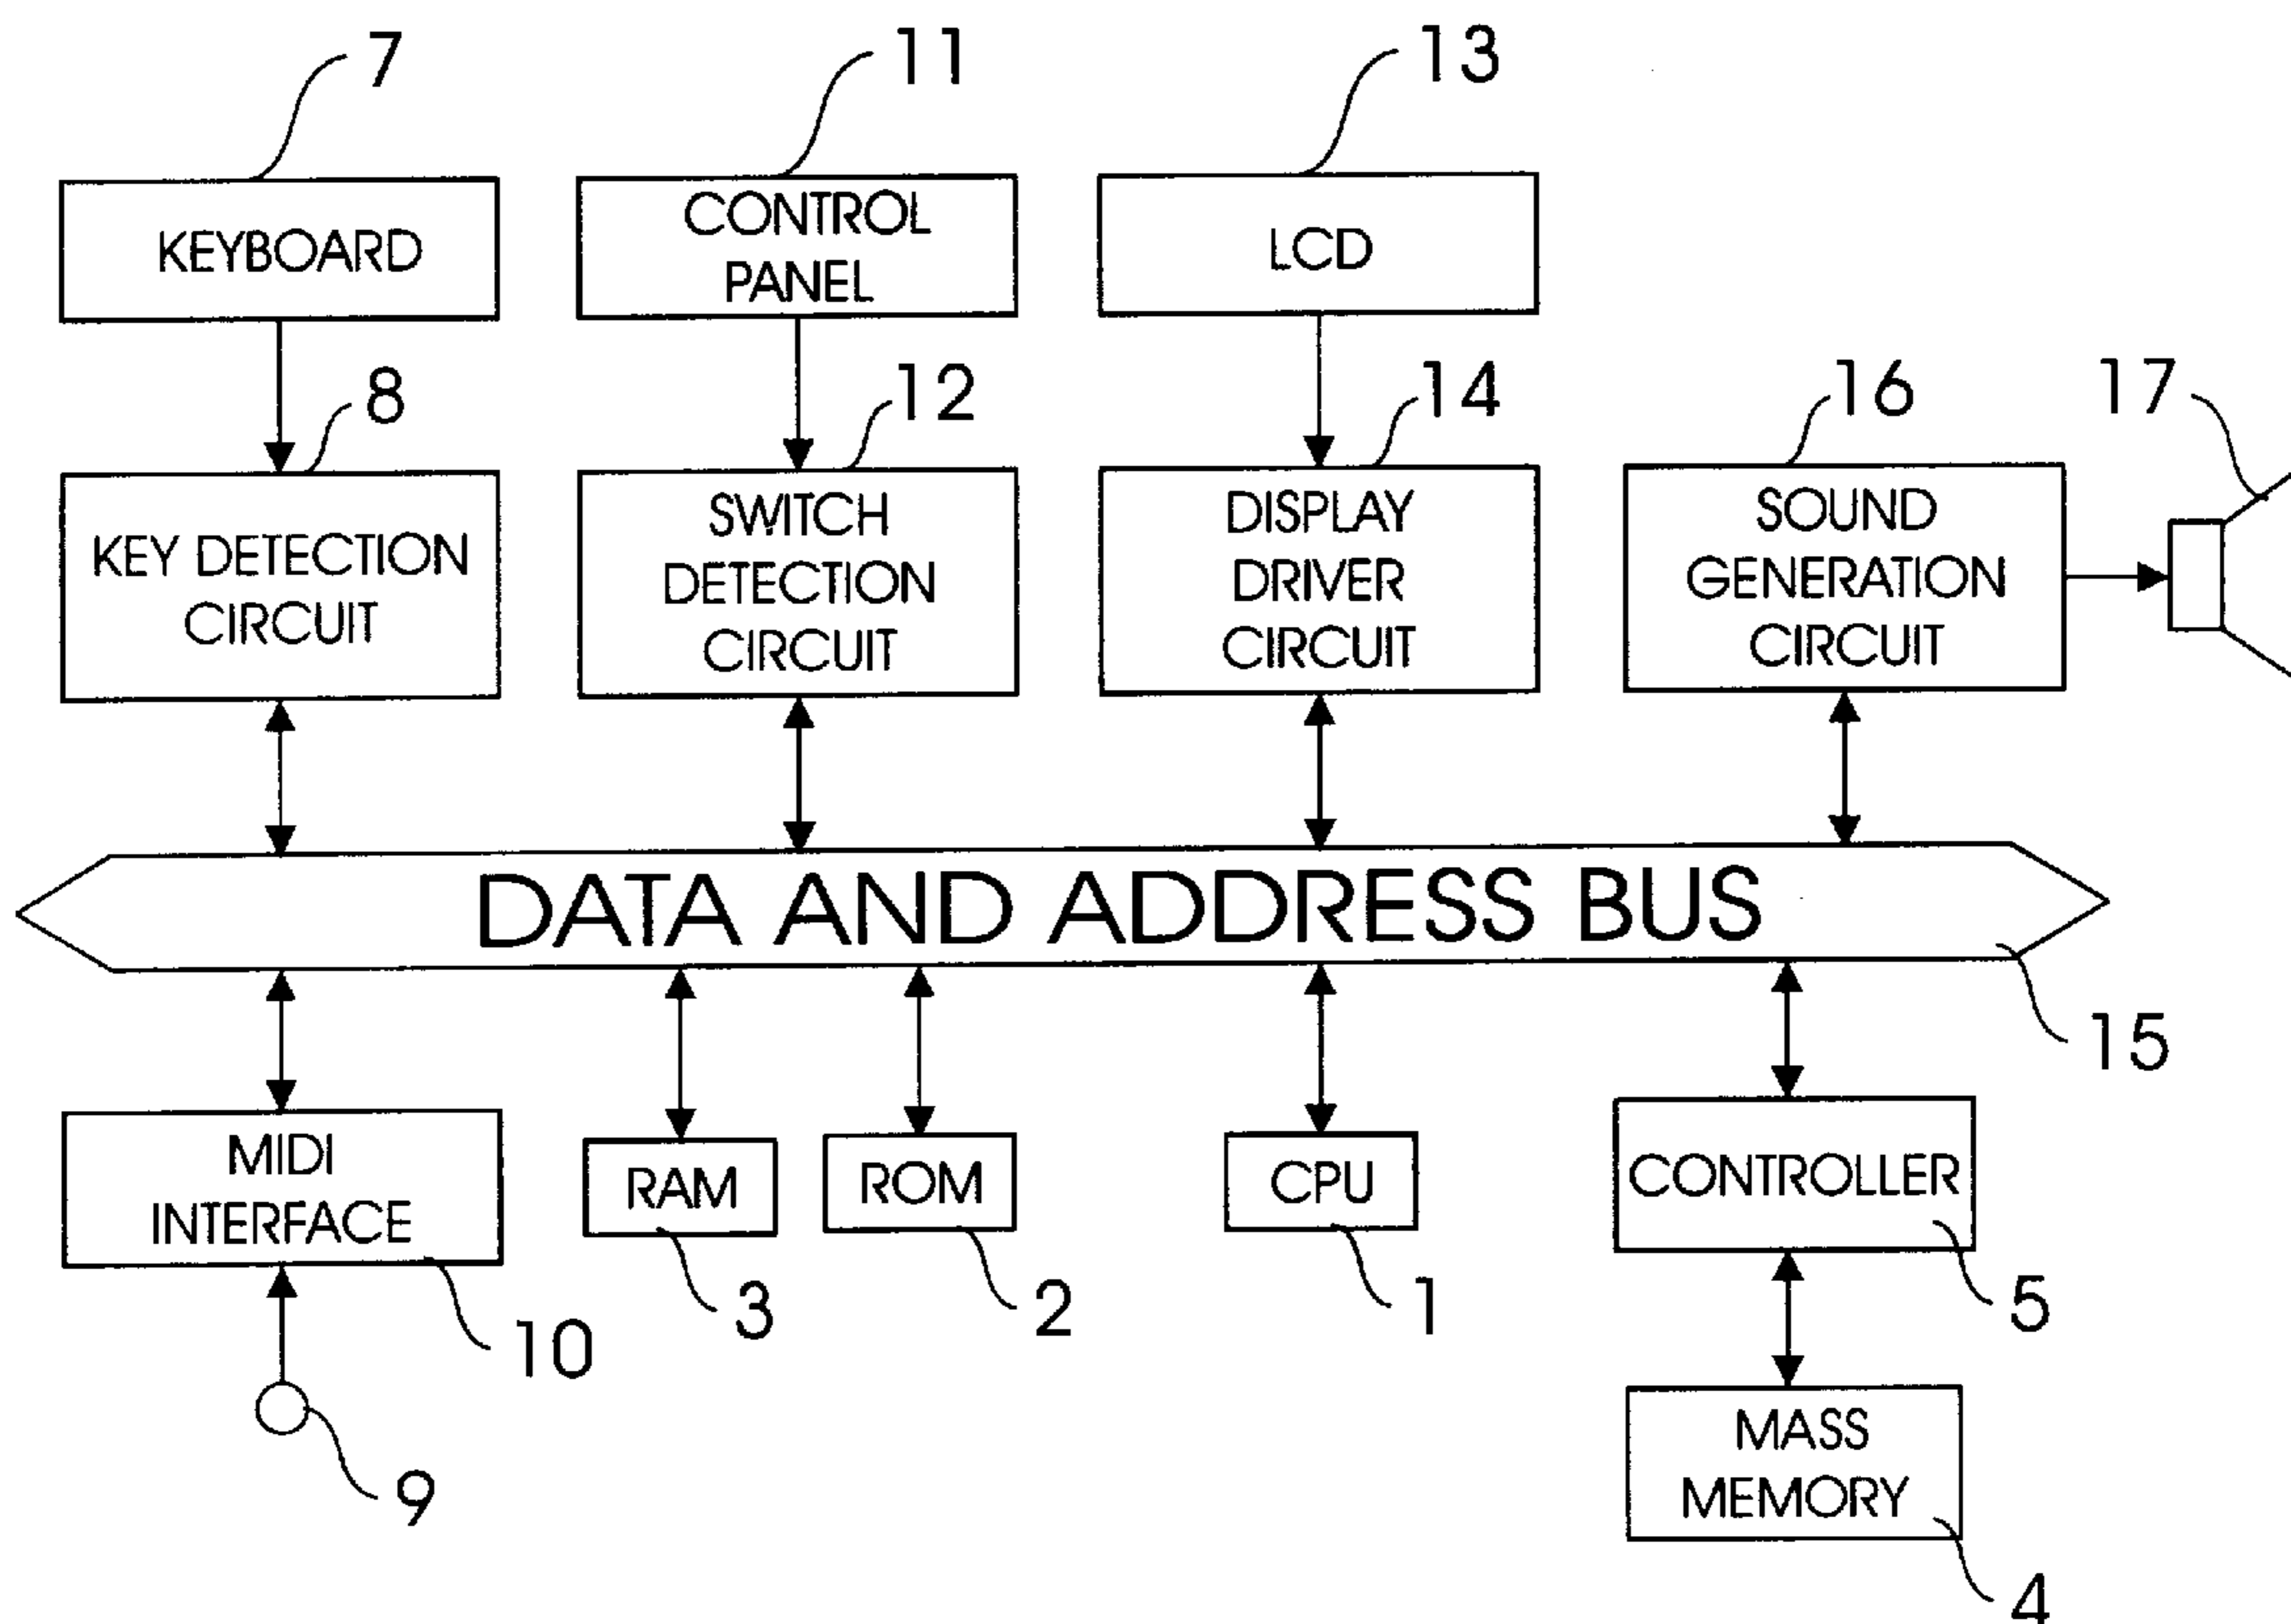 7
11
13
KEYBOARD
CONTROL
PANEL
LCD
8
12
14
16
17
KEY DETECTION
CIRCUIT
SWITCH
DETECTION
CIRCUIT
DISPLAY
DRIVER
CIRCUIT
SOUND
GENERATION
CIRCUIT
DATA AND ADDRESS BUS
15
MIDI
INTERFACE
RAM
ROM
CPU
CONTROLLER
10
3
2
1
5
9
MASS
MEMORY
4